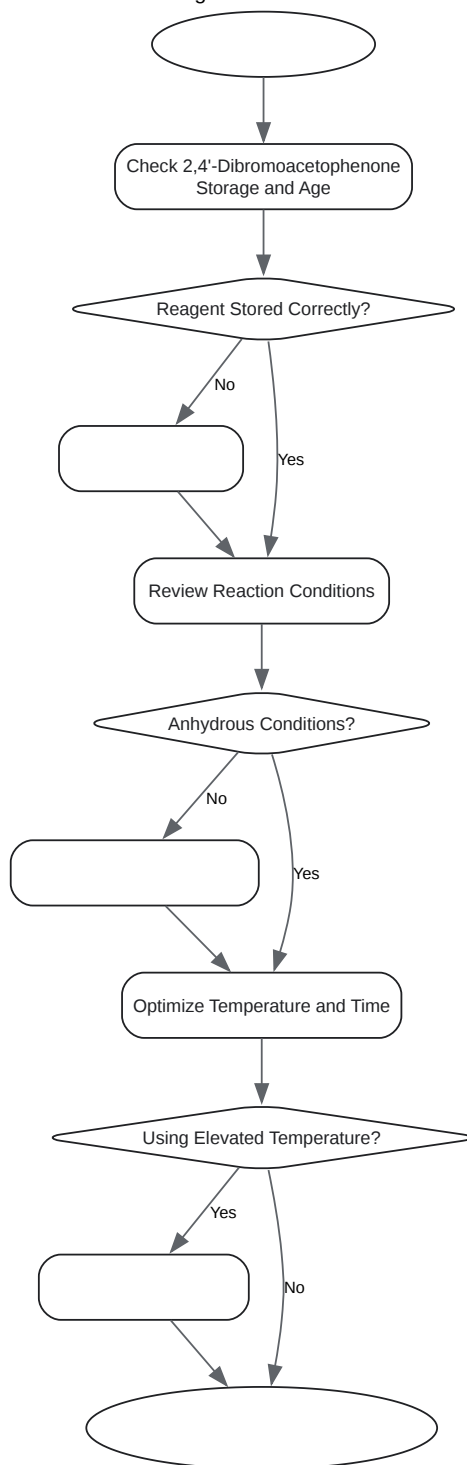 Check 2,4'-Dibromoacetophenone
Storage and Age
Reagent Stored Correctly?
No
Yes
Review Reaction Conditions
Anhydrous Conditions?
No
Yes
Optimize Temperature and Time
Using Elevated Temperature?
Yes
No